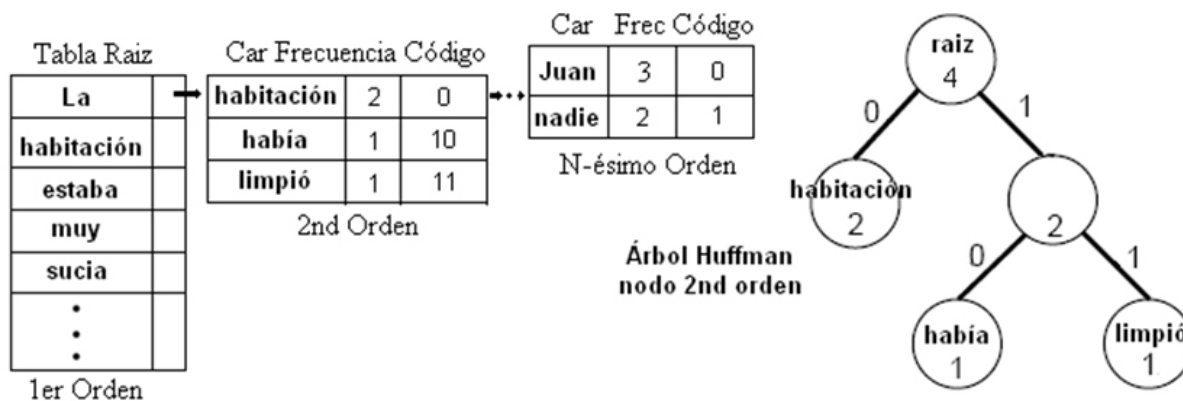 Tabla Raiz
La
habitación
estaba
muy
sucia
1er Orden
Car Frecuencia Código
habitación 2 0
había 1 10
limpió 1 11
2nd Orden
Car Frec Código
Juan 3 0
nadie 2 1
N-ésimo Orden
Árbol Huffman
nodo 2nd orden
raiz
4
0 1
habitación
2
2
0 1
había
1
limpió
1